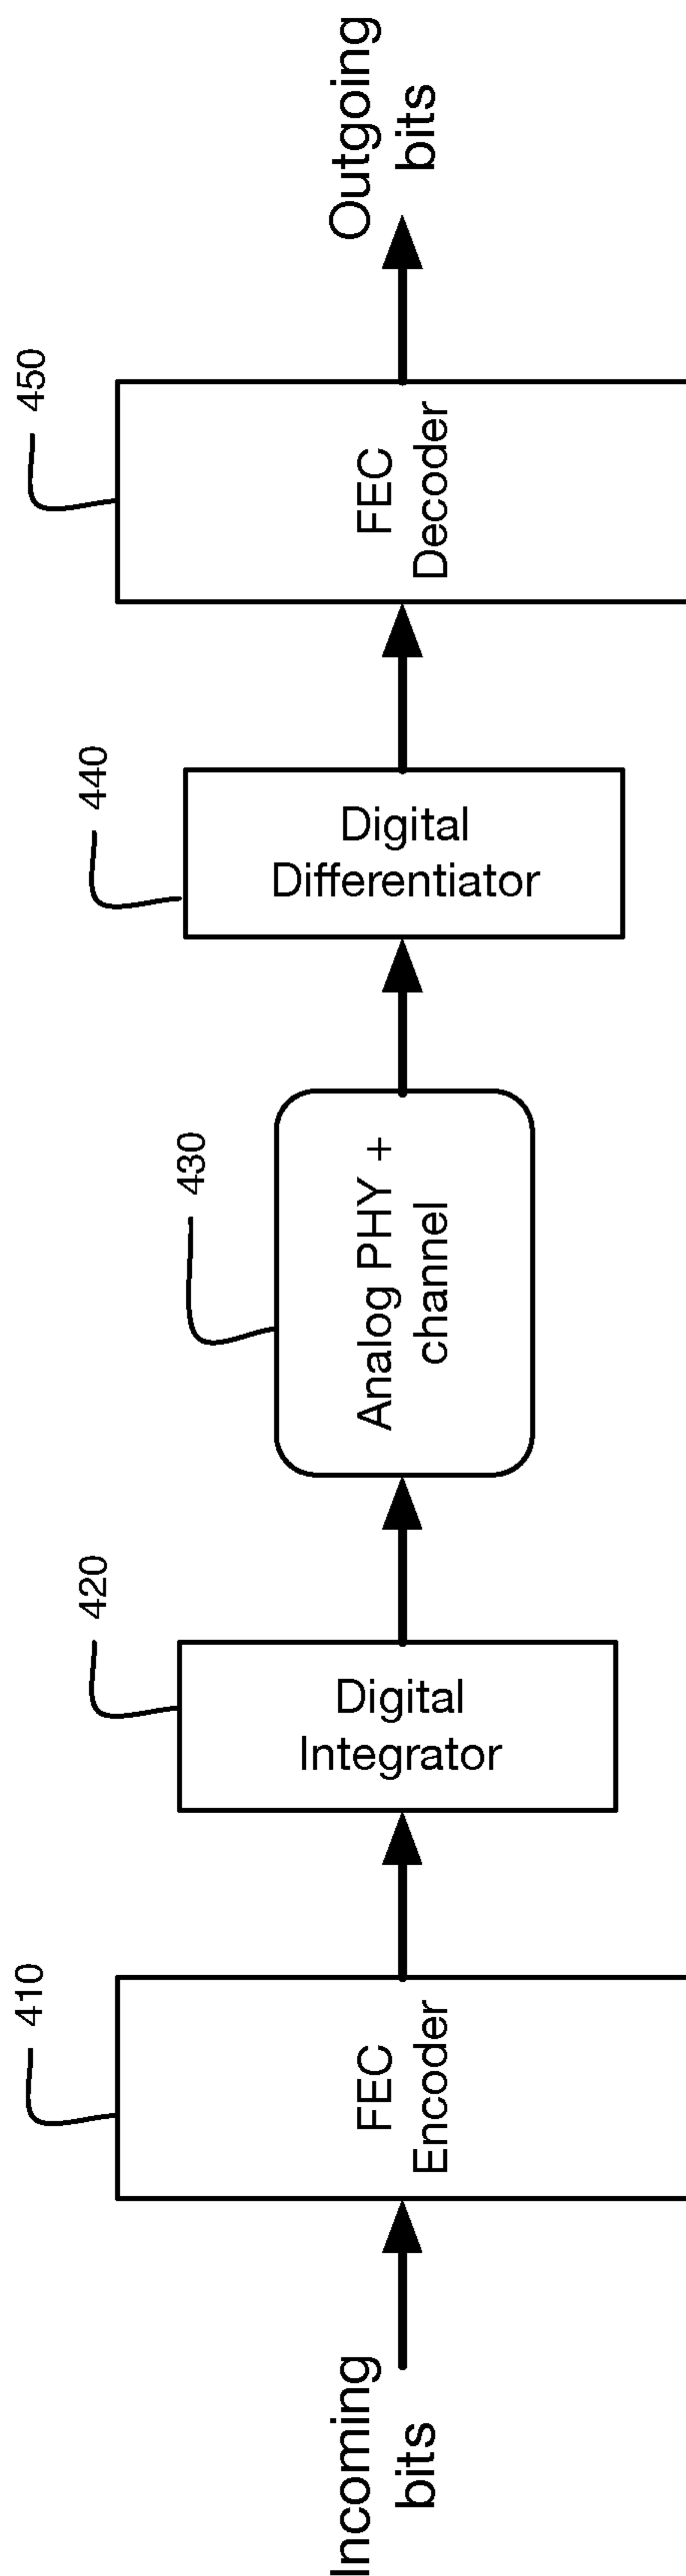 Incoming
bits
410
FEC
Encoder
420
Digital
Integrator
430
Analog PHY +
channel
440
Digital
Differentiator
450
FEC
Decoder
Outgoing
bits